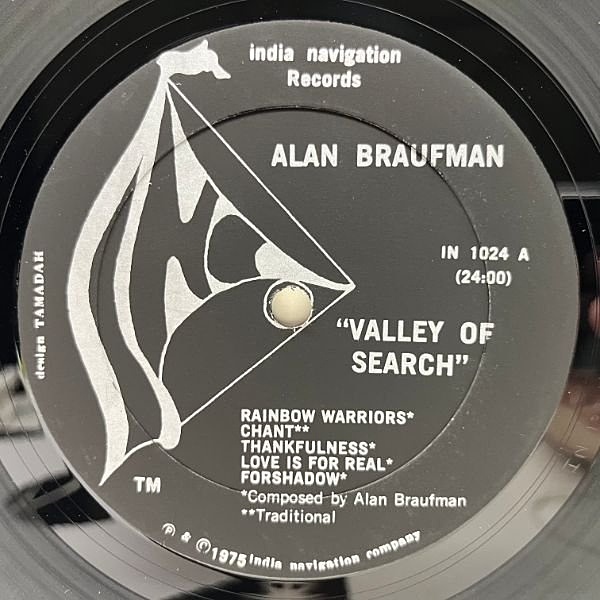 india navigation
Records
ALAN BRAUFMAN
IN 1024 A
(24:00)
design TAMADAH
"VALLEY OF
SEARCH"
RAINBOW WARRIORS*
CHANT**
THANKFULNESS*
LOVE IS FOR REAL*
FORSHADOW*
*Composed by Alan Braufman
**Traditional
TM
℗ & ©1975 india navigation company